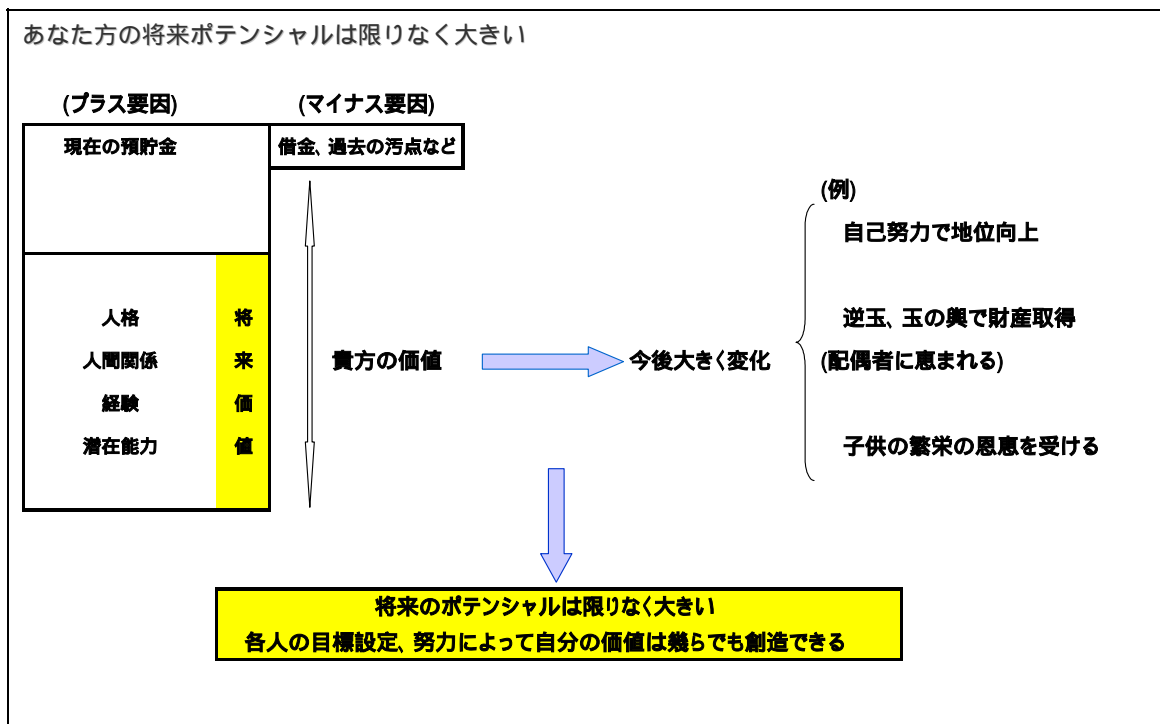 あなた方の将来ポテンシャルは限りなく大きい
(プラス要因)
(マイナス要因)
現在の預貯金
借金、過去の汚点など
人格
人間関係
経験
潜在能力
将
来
価
値
貴方の価値
今後大きく変化
(例)
自己努力で地位向上
逆玉、玉の輿で財産取得
(配偶者に恵まれる)
子供の繁栄の恩恵を受ける
将来のポテンシャルは限りなく大きい
各人の目標設定、努力によって自分の価値は幾らでも創造できる